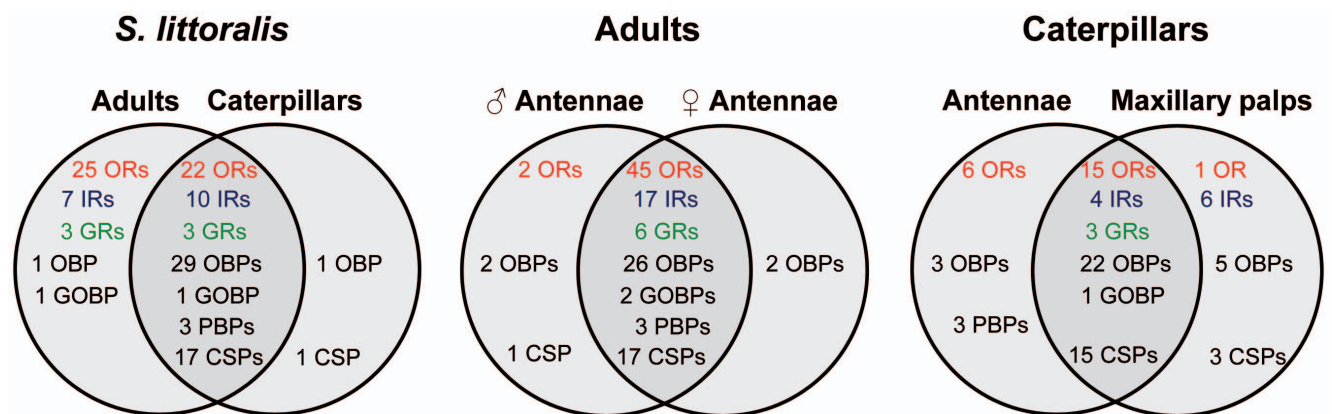 S. littoralis
Adults
Caterpillars
25 ORs
7 IRs
3 GRs
1 OBP
1 GOBP
22 ORs
10 IRs
3 GRs
29 OBPs
1 GOBP
3 PBPs
17 CSPs
1 OBP
1 CSP
Adults
♂ Antennae
♀ Antennae
2 ORs
2 OBPs
1 CSP
45 ORs
17 IRs
6 GRs
26 OBPs
2 GOBPs
3 PBPs
17 CSPs
2 OBPs
Caterpillars
Antennae
Maxillary palps
6 ORs
3 OBPs
3 PBPs
15 ORs
4 IRs
3 GRs
22 OBPs
1 GOBP
15 CSPs
1 OR
6 IRs
5 OBPs
3 CSPs